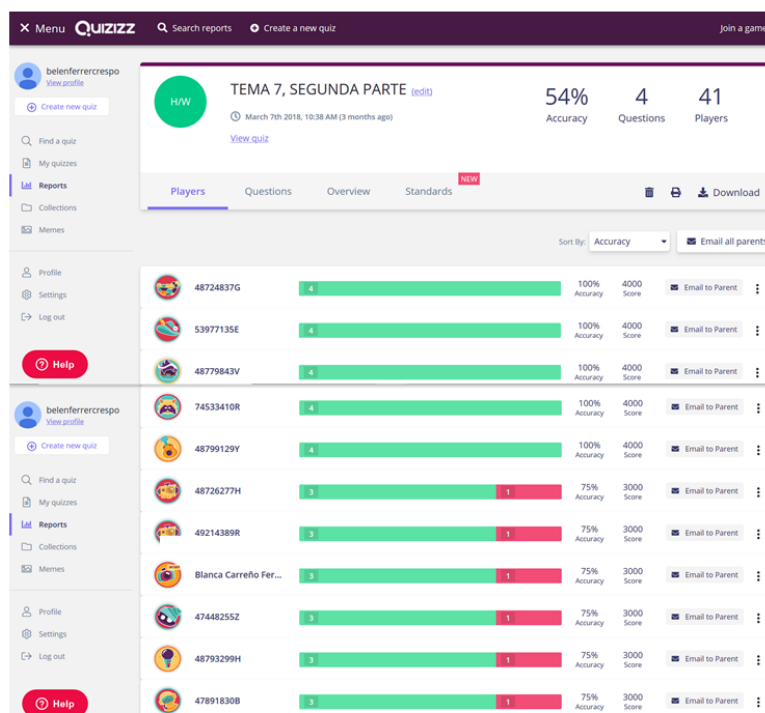 Menu QUIZIZZ Search reports Create a new quiz Join a game
belenferrercrespo
View profile
Create new quiz
Find a quiz
My quizzes
Reports
Collections
Memes
Profile
Settings
Log out
Help
H/W
TEMA 7, SEGUNDA PARTE (edit)
March 7th 2018, 10:38 AM (3 months ago)
View quiz
54% 4 41
Accuracy Questions Players
Players Questions Overview Standards NEW Download
Sort By: Accuracy Email all parents
48724837G 4 100% Accuracy 4000 Score Email to Parent
53977135E 4 100% Accuracy 4000 Score Email to Parent
48779843V 4 100% Accuracy 4000 Score Email to Parent
belenferrercrespo
View profile
Create new quiz
Find a quiz
My quizzes
Reports
Collections
Memes
Profile
Settings
Log out
Help
74533410R 4 100% Accuracy 4000 Score Email to Parent
48799129Y 4 100% Accuracy 4000 Score Email to Parent
48726277H 3 1 75% Accuracy 3000 Score Email to Parent
49214389R 3 1 75% Accuracy 3000 Score Email to Parent
Blanca Carreño Fer... 3 1 75% Accuracy 3000 Score Email to Parent
47448255Z 3 1 75% Accuracy 3000 Score Email to Parent
48793299H 3 1 75% Accuracy 3000 Score Email to Parent
47891830B 3 1 75% Accuracy 3000 Score Email to Parent